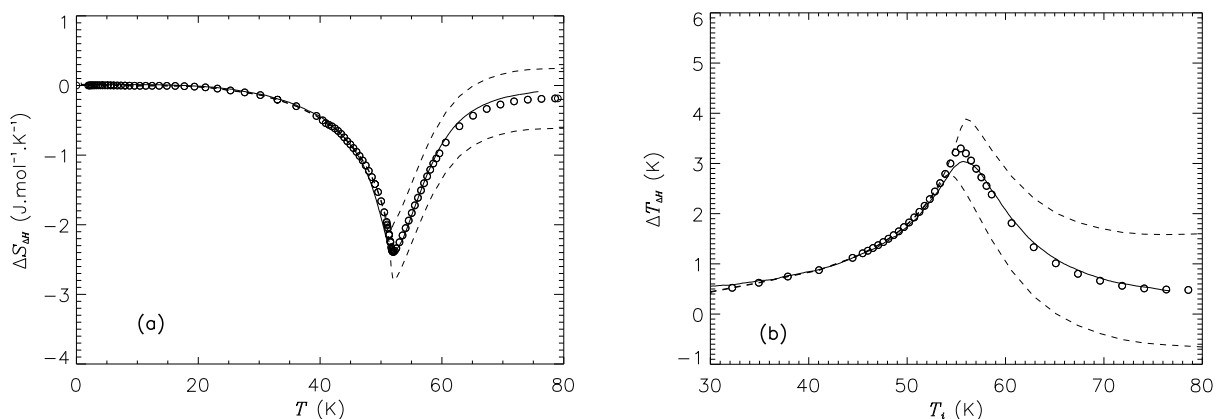 1
0
−1
−2
−3
−4
ΔS_ΔH (J.mol⁻¹.K⁻¹)
(a)
0 20 40 60 80
T (K)
6
5
4
3
2
1
0
−1
ΔT_ΔH (K)
(b)
30 40 50 60 70 80
T_i (K)